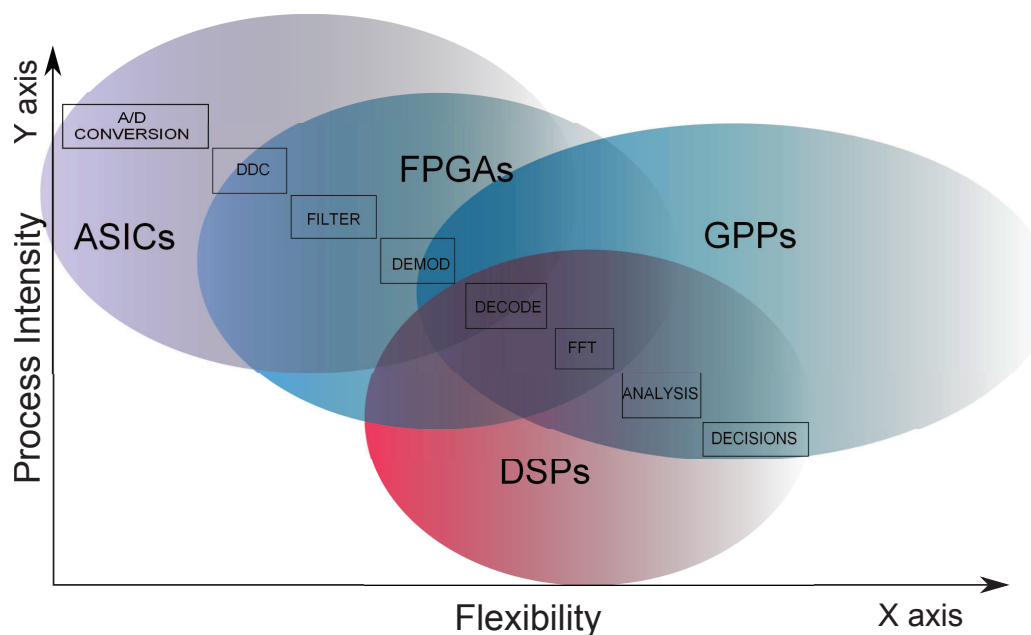 Y axis
Process Intensity
A/D
CONVERSION
DDC
FPGAs
FILTER
ASICs
GPPs
DEMOD
DECODE
FFT
ANALYSIS
DECISIONS
DSPs
Flexibility
X axis